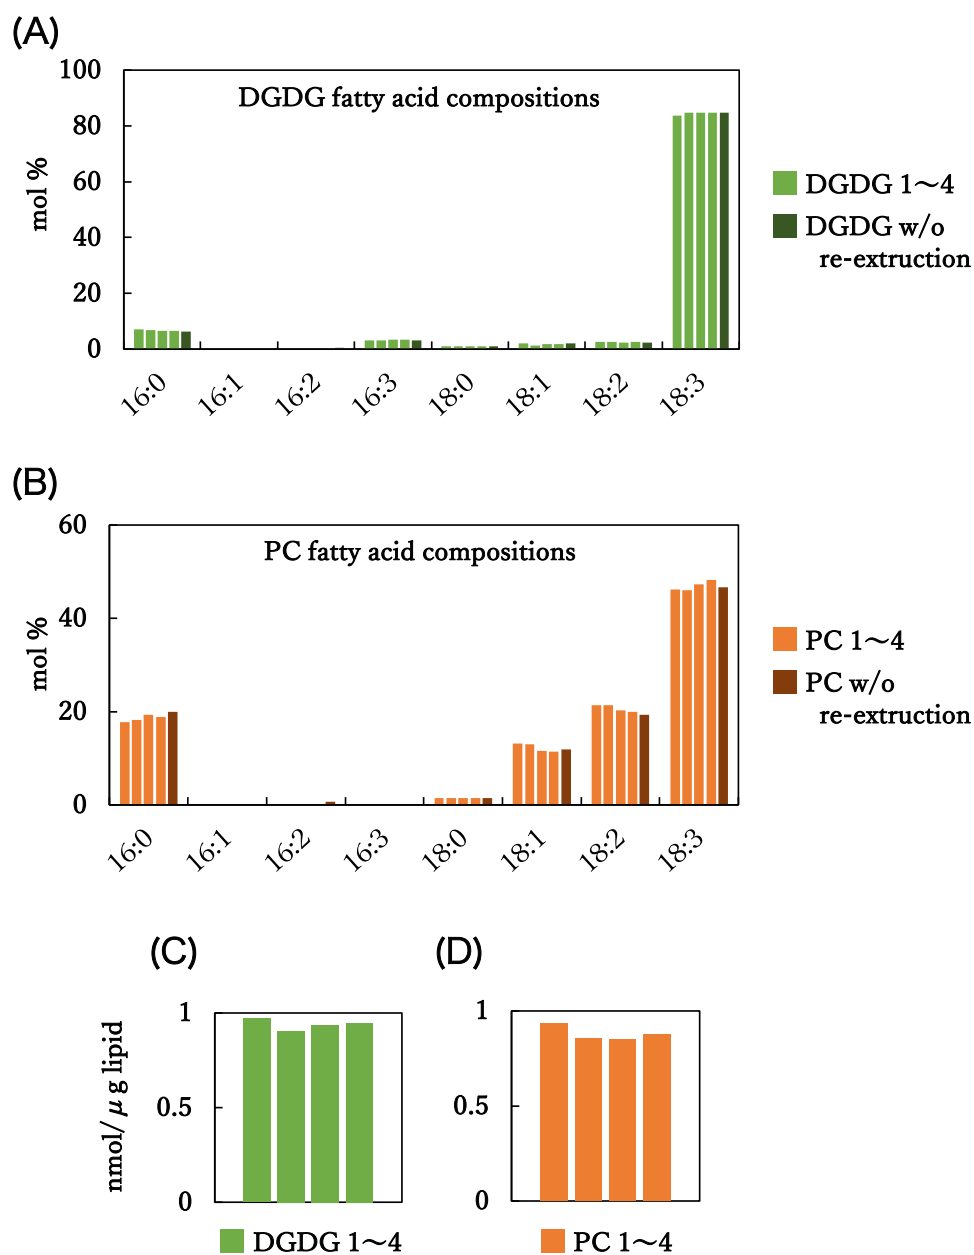 (A)
100
80
60
40
20
0
mol %
DGDG fatty acid compositions
16:0
16:1
16:2
16:3
18:0
18:1
18:2
18:3
DGDG 1～4
DGDG w/o
re-extruction
(B)
60
40
20
0
mol %
PC fatty acid compositions
16:0
16:1
16:2
16:3
18:0
18:1
18:2
18:3
PC 1～4
PC w/o
re-extruction
(C)
1
0.5
0
nmol/μg lipid
DGDG 1～4
(D)
1
0.5
0
PC 1～4